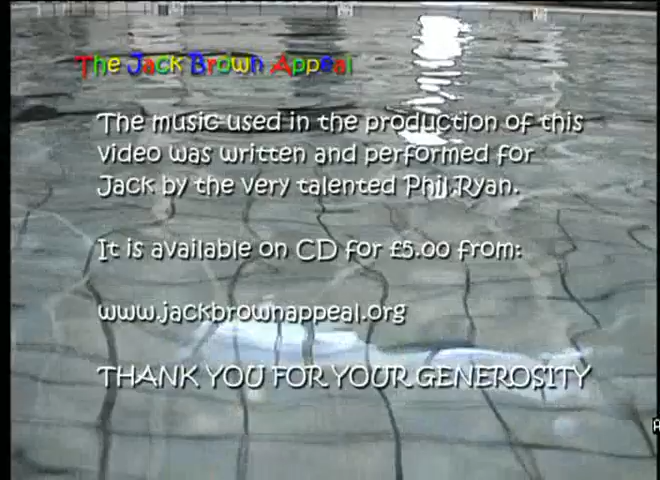 The Jack Brown Appeal
The music used in the production of this
video was written and performed for
Jack by the very talented Phil Ryan.
It is available on CD for £5.00 from:
www.jackbrownappeal.org
THANK YOU FOR YOUR GENEROSITY